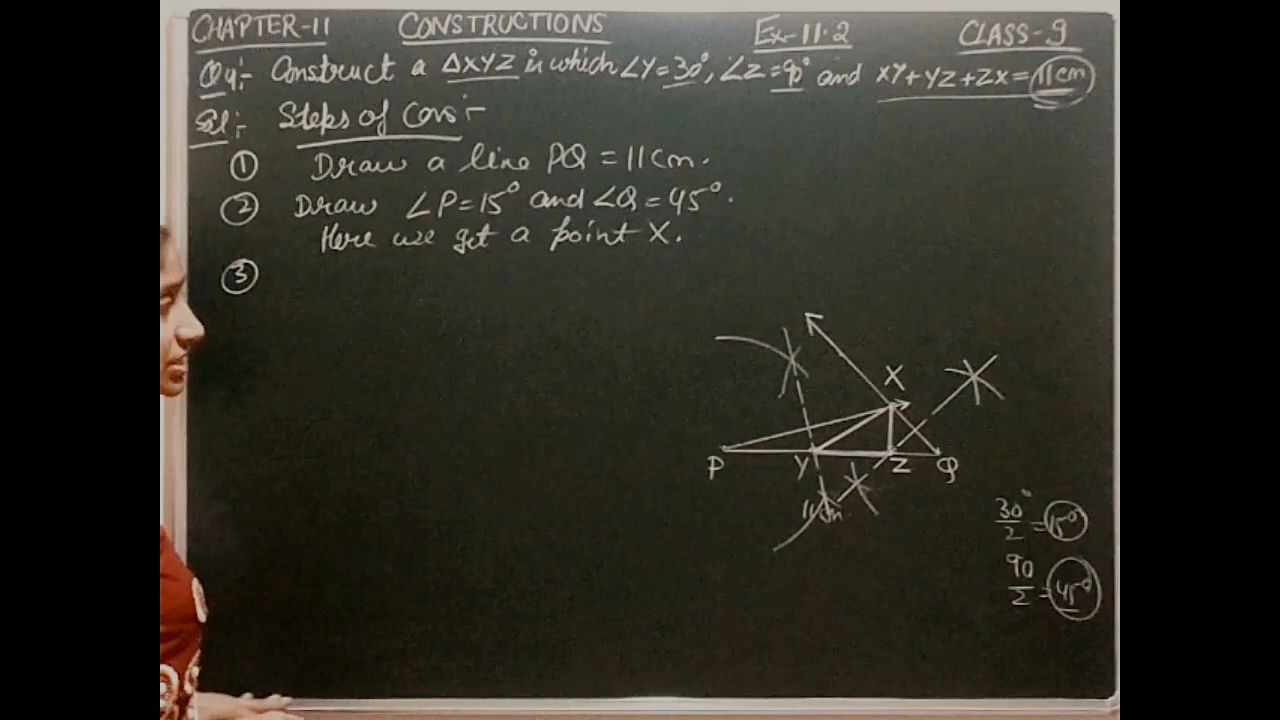 CHAPTER-11 CONSTRUCTIONS Ex-11.2 CLASS-9
Q4:- Construct a ΔXYZ in which ∠Y=30°, ∠Z=90° and XY+YZ+ZX=11cm
Sol:- Steps of Cons:-
① Draw a line PQ = 11cm.
② Draw ∠P=15° and ∠Q=45°.
Here we get a point X.
③
X
P Y Z Q
11cm
30°/2 = 15°
90/2 = 45°